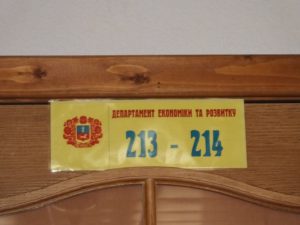 ДЕПАРТАМЕНТ ЕКОНОМІКИ ТА РОЗВИТКУ
213 - 214